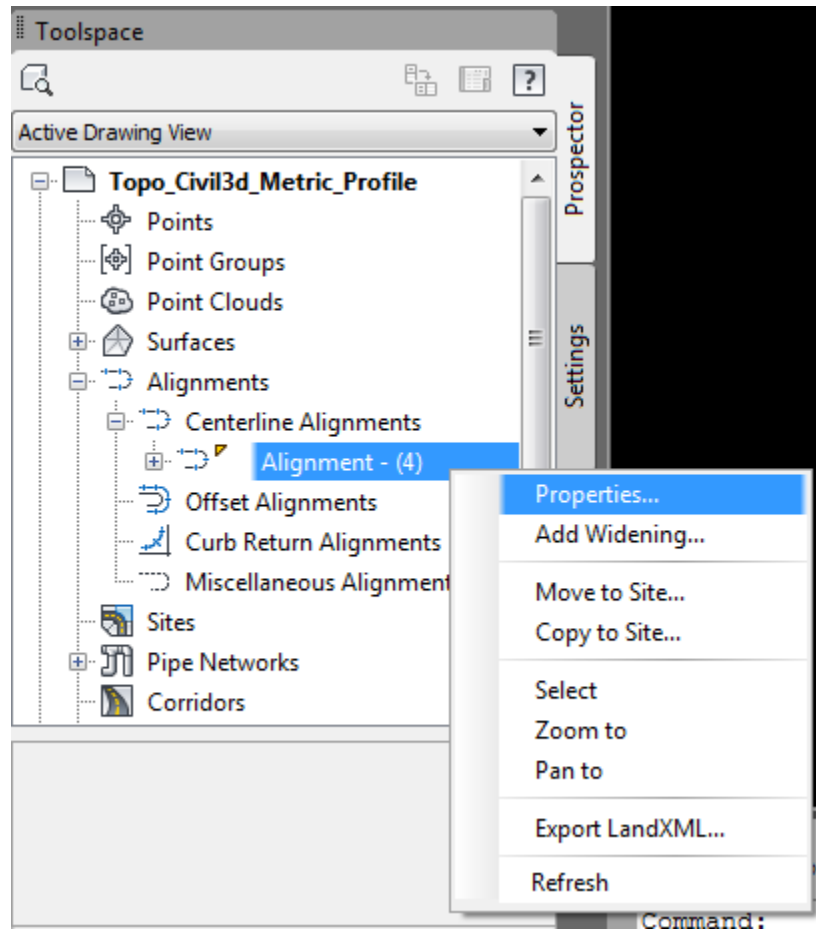 Toolspace
?
Active Drawing View
Topo_Civil3d_Metric_Profile
Points
Point Groups
Point Clouds
Surfaces
Alignments
Centerline Alignments
Alignment - (4)
Offset Alignments
Curb Return Alignments
Miscellaneous Alignment
Sites
Pipe Networks
Corridors
Prospector
Settings
Properties...
Add Widening...
Move to Site...
Copy to Site...
Select
Zoom to
Pan to
Export LandXML...
Refresh
Command: